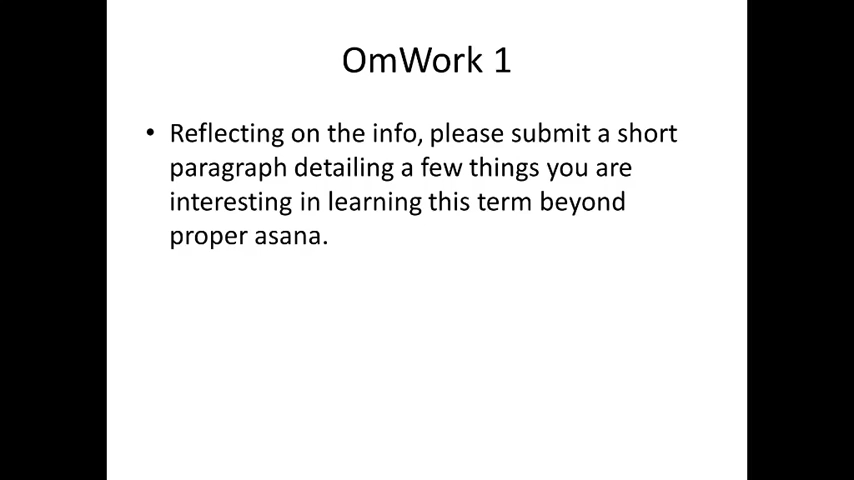 OmWork 1
• Reflecting on the info, please submit a short
paragraph detailing a few things you are
interesting in learning this term beyond
proper asana.